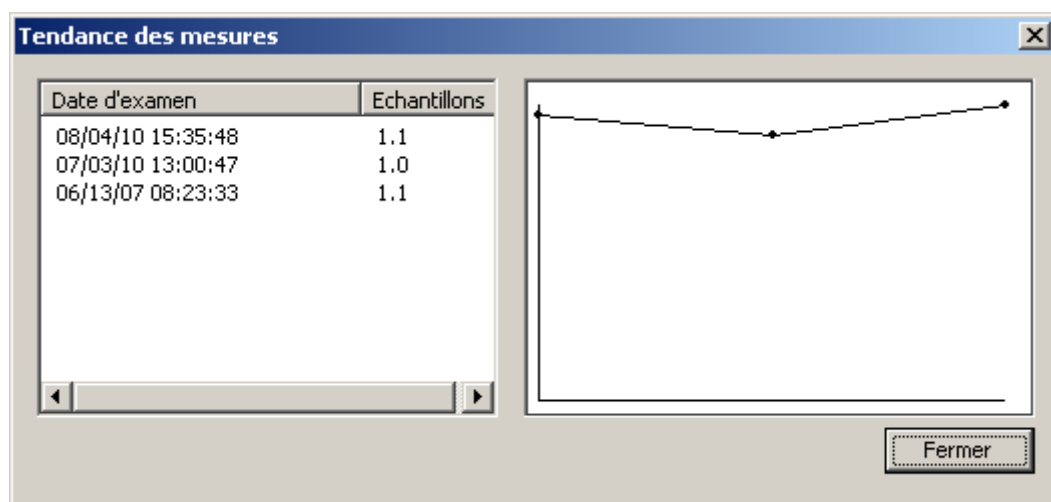 Tendance des mesures
Date d'examen Echantillons
08/04/10 15:35:48 1.1
07/03/10 13:00:47 1.0
06/13/07 08:23:33 1.1
Fermer